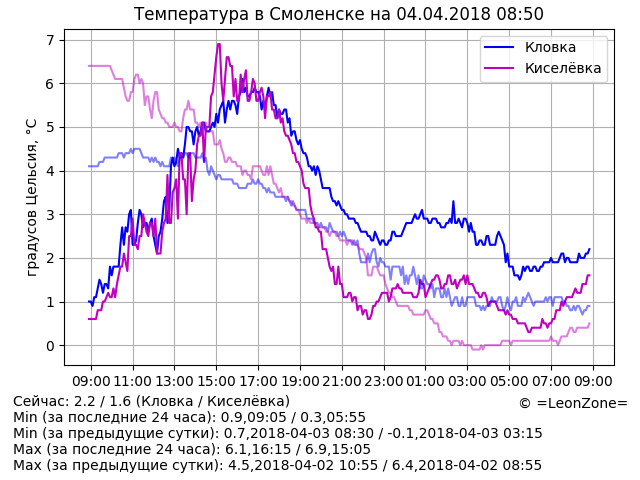 Температура в Смоленске на 04.04.2018 08:50
Кловка
Киселёвка
градусов Цельсия, °C
7
6
5
4
3
2
1
0
09:00 11:00 13:00 15:00 17:00 19:00 21:00 23:00 01:00 03:00 05:00 07:00 09:00
Сейчас: 2.2 / 1.6 (Кловка / Киселёвка)
© =LeonZone=
Min (за последние 24 часа): 0.9,09:05 / 0.3,05:55
Min (за предыдущие сутки): 0.7,2018-04-03 08:30 / -0.1,2018-04-03 03:15
Max (за последние 24 часа): 6.1,16:15 / 6.9,15:05
Max (за предыдущие сутки): 4.5,2018-04-02 10:55 / 6.4,2018-04-02 08:55